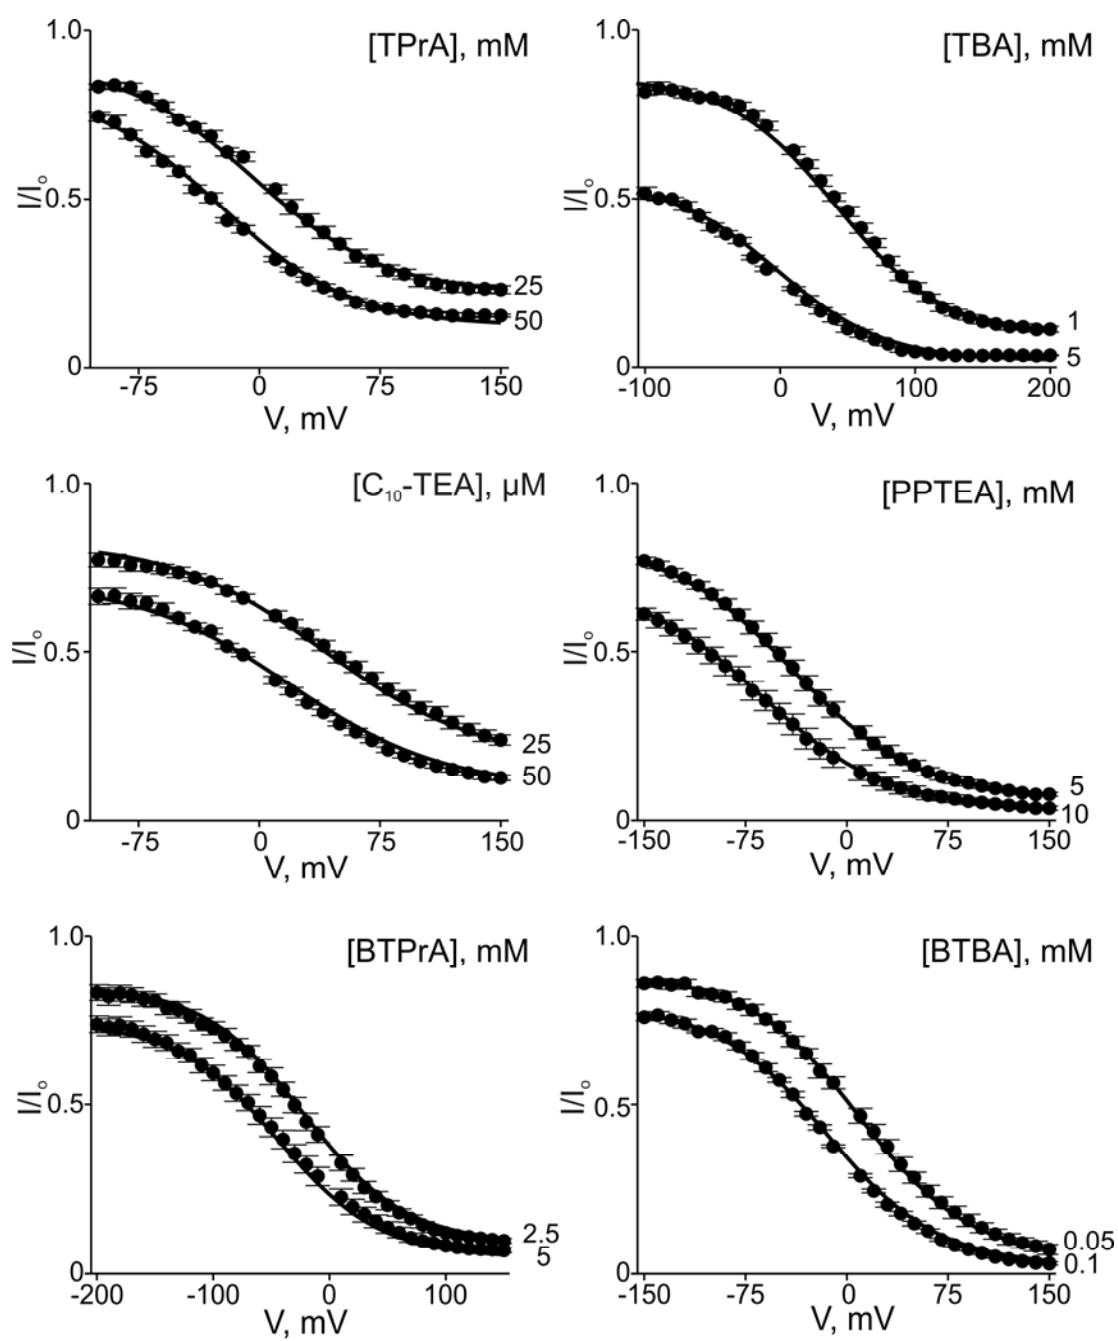 1.0 [TPrA], mM
0.5
I/I₀
25
50
0
-75 0 75 150
V, mV
1.0 [TBA], mM
0.5
I/I₀
1
5
0
-100 0 100 200
V, mV
1.0 [C₁₀-TEA], µM
0.5
I/I₀
25
50
0
-75 0 75 150
V, mV
1.0 [PPTEA], mM
0.5
I/I₀
5
10
0
-150 -75 0 75 150
V, mV
1.0 [BTPrA], mM
0.5
I/I₀
2.5
5
0
-200 -100 0 100
V, mV
1.0 [BTBA], mM
0.5
I/I₀
0.05
0.1
0
-150 -75 0 75 150
V, mV